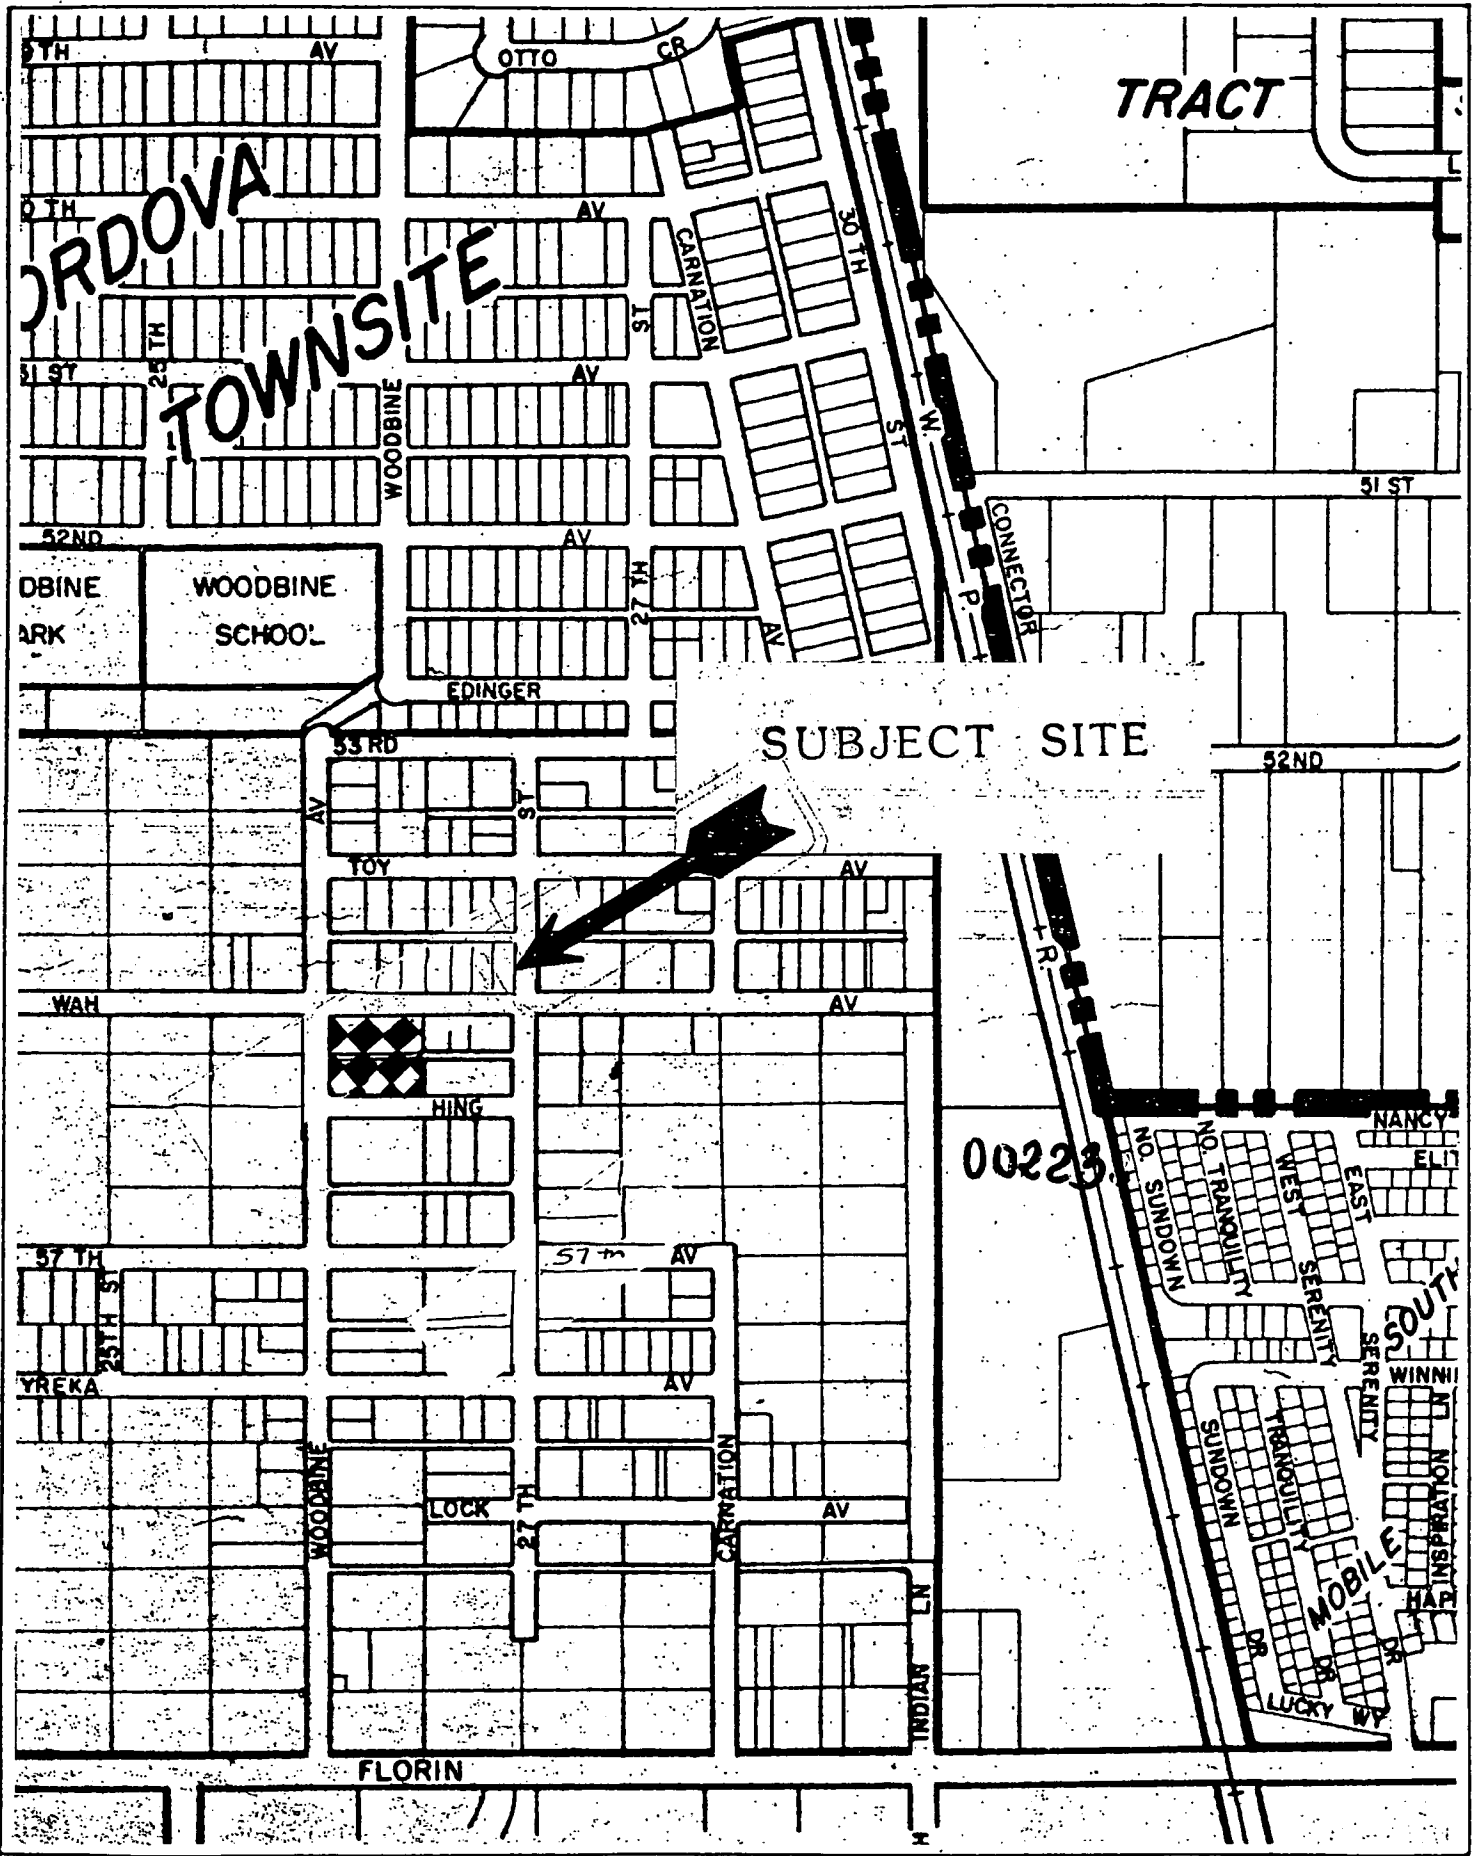 TH AV
OTTO CR
TRACT
ORDOVA
TH AV
CARNATION
30 TH
TOWNSITE
25 TH
ST
51 ST AV
WOODBINE
ST
W.
51 ST
52ND AV
CONNECTOR
DBINE
ARK
WOODBINE
SCHOOL
27 TH
P.
AV
EDINGER
53 RD
SUBJECT SITE
52ND
AV
ST
TOY AV
R.
WAH AV
HING
NANCY
00223
NO. SUNDOWN
NO. TRANQUILITY
WEST SERENITY
EAST SERENITY
57 TH
57 th AV
25TH ST
SOUTH
YREKA AV
WINNI
WOODBINE
LOCK AV
27 TH
CARNATION
SUNDOWN DR
TRANQUILITY DR
DR
INSPIRATION LN
MOBILE
HAP
INDIAN LN
LUCKY WY
FLORIN